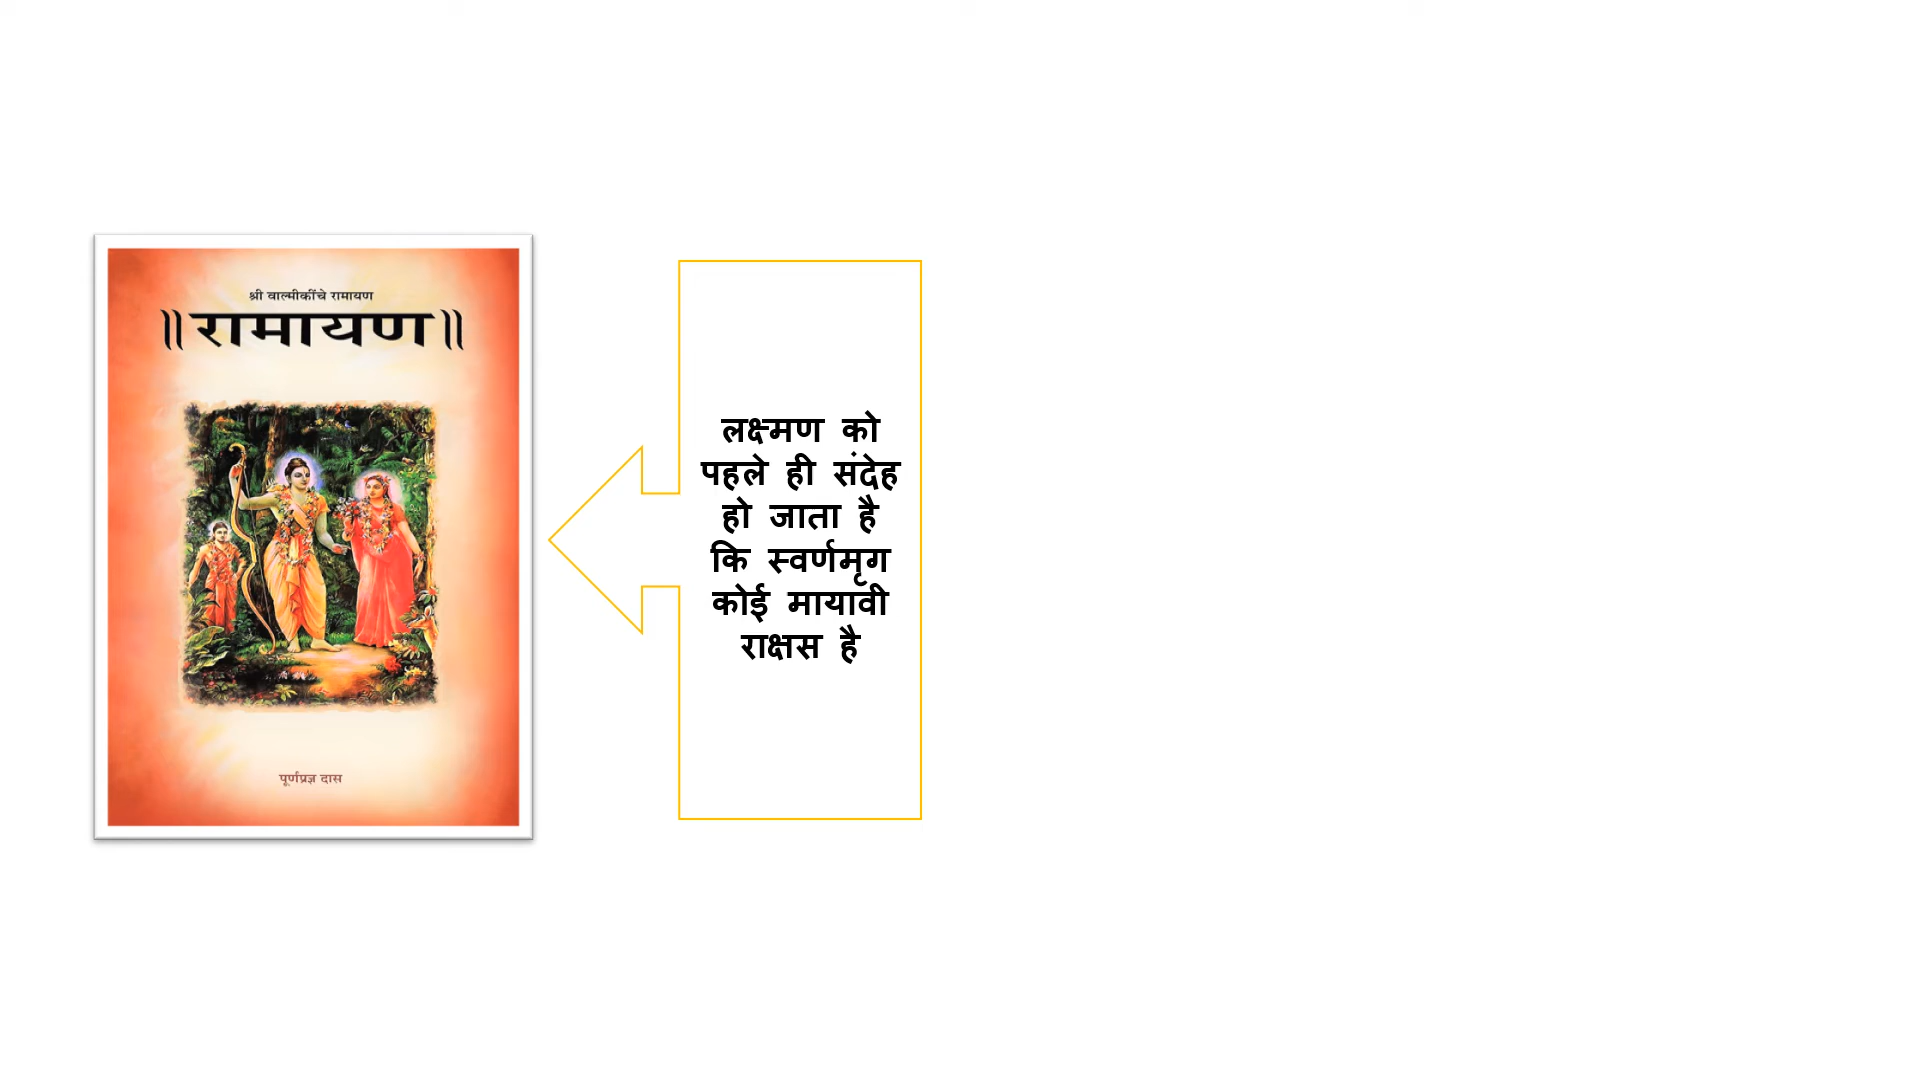 श्री वाल्मीकींचे रामायण
॥रामायण॥
पूर्णप्रज्ञ दास
लक्ष्मण को
पहले ही संदेह
हो जाता है
कि स्वर्णमृग
कोई मायावी
राक्षस है